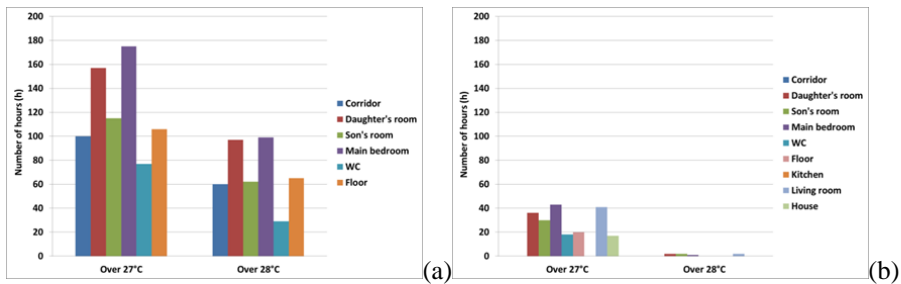 200
180
160
140
120
100
80
60
40
20
0
Number of hours (h)
Over 27°C
Over 28°C
Corridor
Daughter's room
Son's room
Main bedroom
WC
Floor
(a)
200
180
160
140
120
100
80
60
40
20
0
Number of hours (h)
Over 27°C
Over 28°C
Corridor
Daughter's room
Son's room
Main bedroom
WC
Floor
Kitchen
Living room
House
(b)